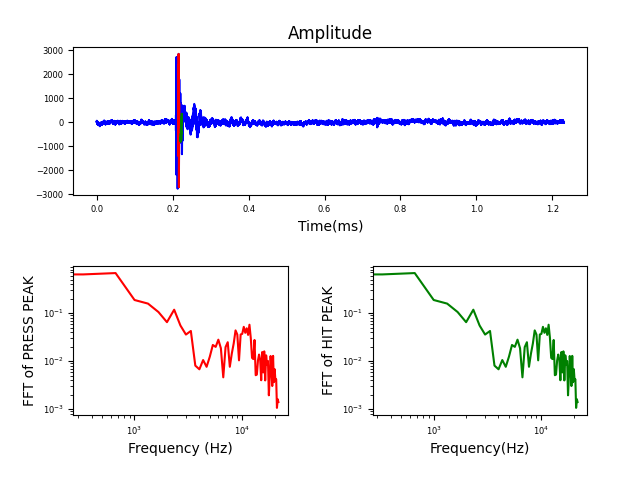 Amplitude
3000
2000
1000
0
−1000
−2000
−3000
0.0 0.2 0.4 0.6 0.8 1.0 1.2
Time(ms)
FFT of PRESS PEAK
10⁻¹
10⁻²
10⁻³
10³ 10⁴
Frequency (Hz)
FFT of HIT PEAK
10⁻¹
10⁻²
10⁻³
10³ 10⁴
Frequency(Hz)